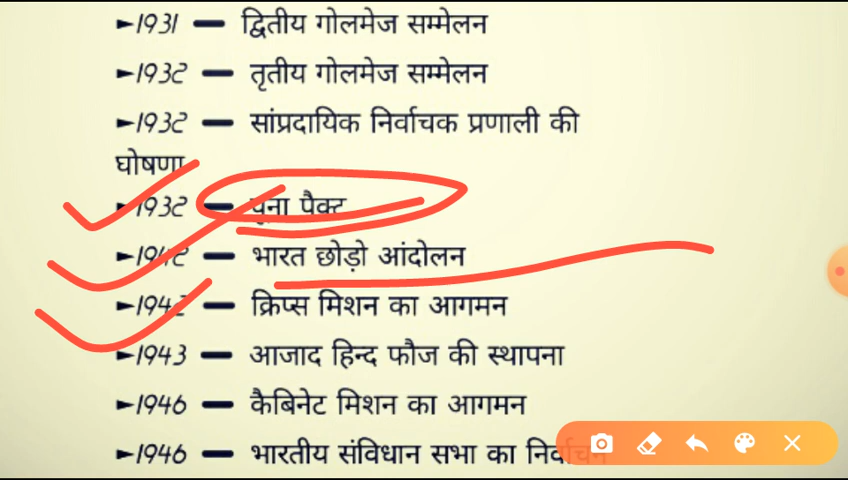 ►1931 — द्वितीय गोलमेज सम्मेलन
►1932 — तृतीय गोलमेज सम्मेलन
►1932 — सांप्रदायिक निर्वाचक प्रणाली की
घोषणा
►1932 — पूना पैक्ट
►1942 — भारत छोड़ो आंदोलन
►1942 — क्रिप्स मिशन का आगमन
►1943 — आजाद हिन्द फौज की स्थापना
►1946 — कैबिनेट मिशन का आगमन
►1946 — भारतीय संविधान सभा का निर्वाचन